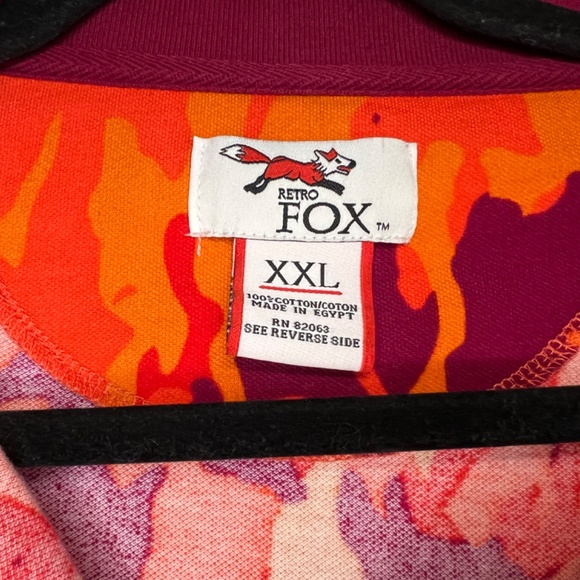 RETRO
FOX TM
XXL
100% COTTON/COTON
MADE IN EGYPT
RN 82063
SEE REVERSE SIDE